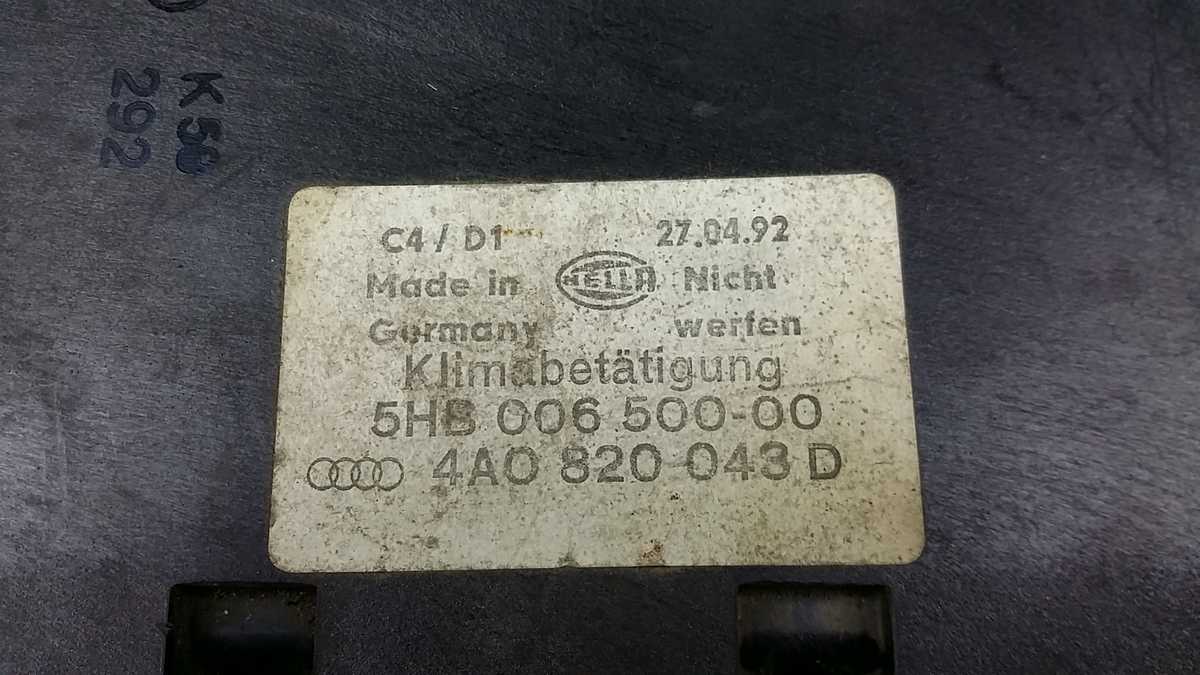 K58
292
C4 / D1 27.04.92
Made in HELLA Nicht
Germany werfen
Klimabetätigung
5HB 006 500-00
4A0 820 043 D